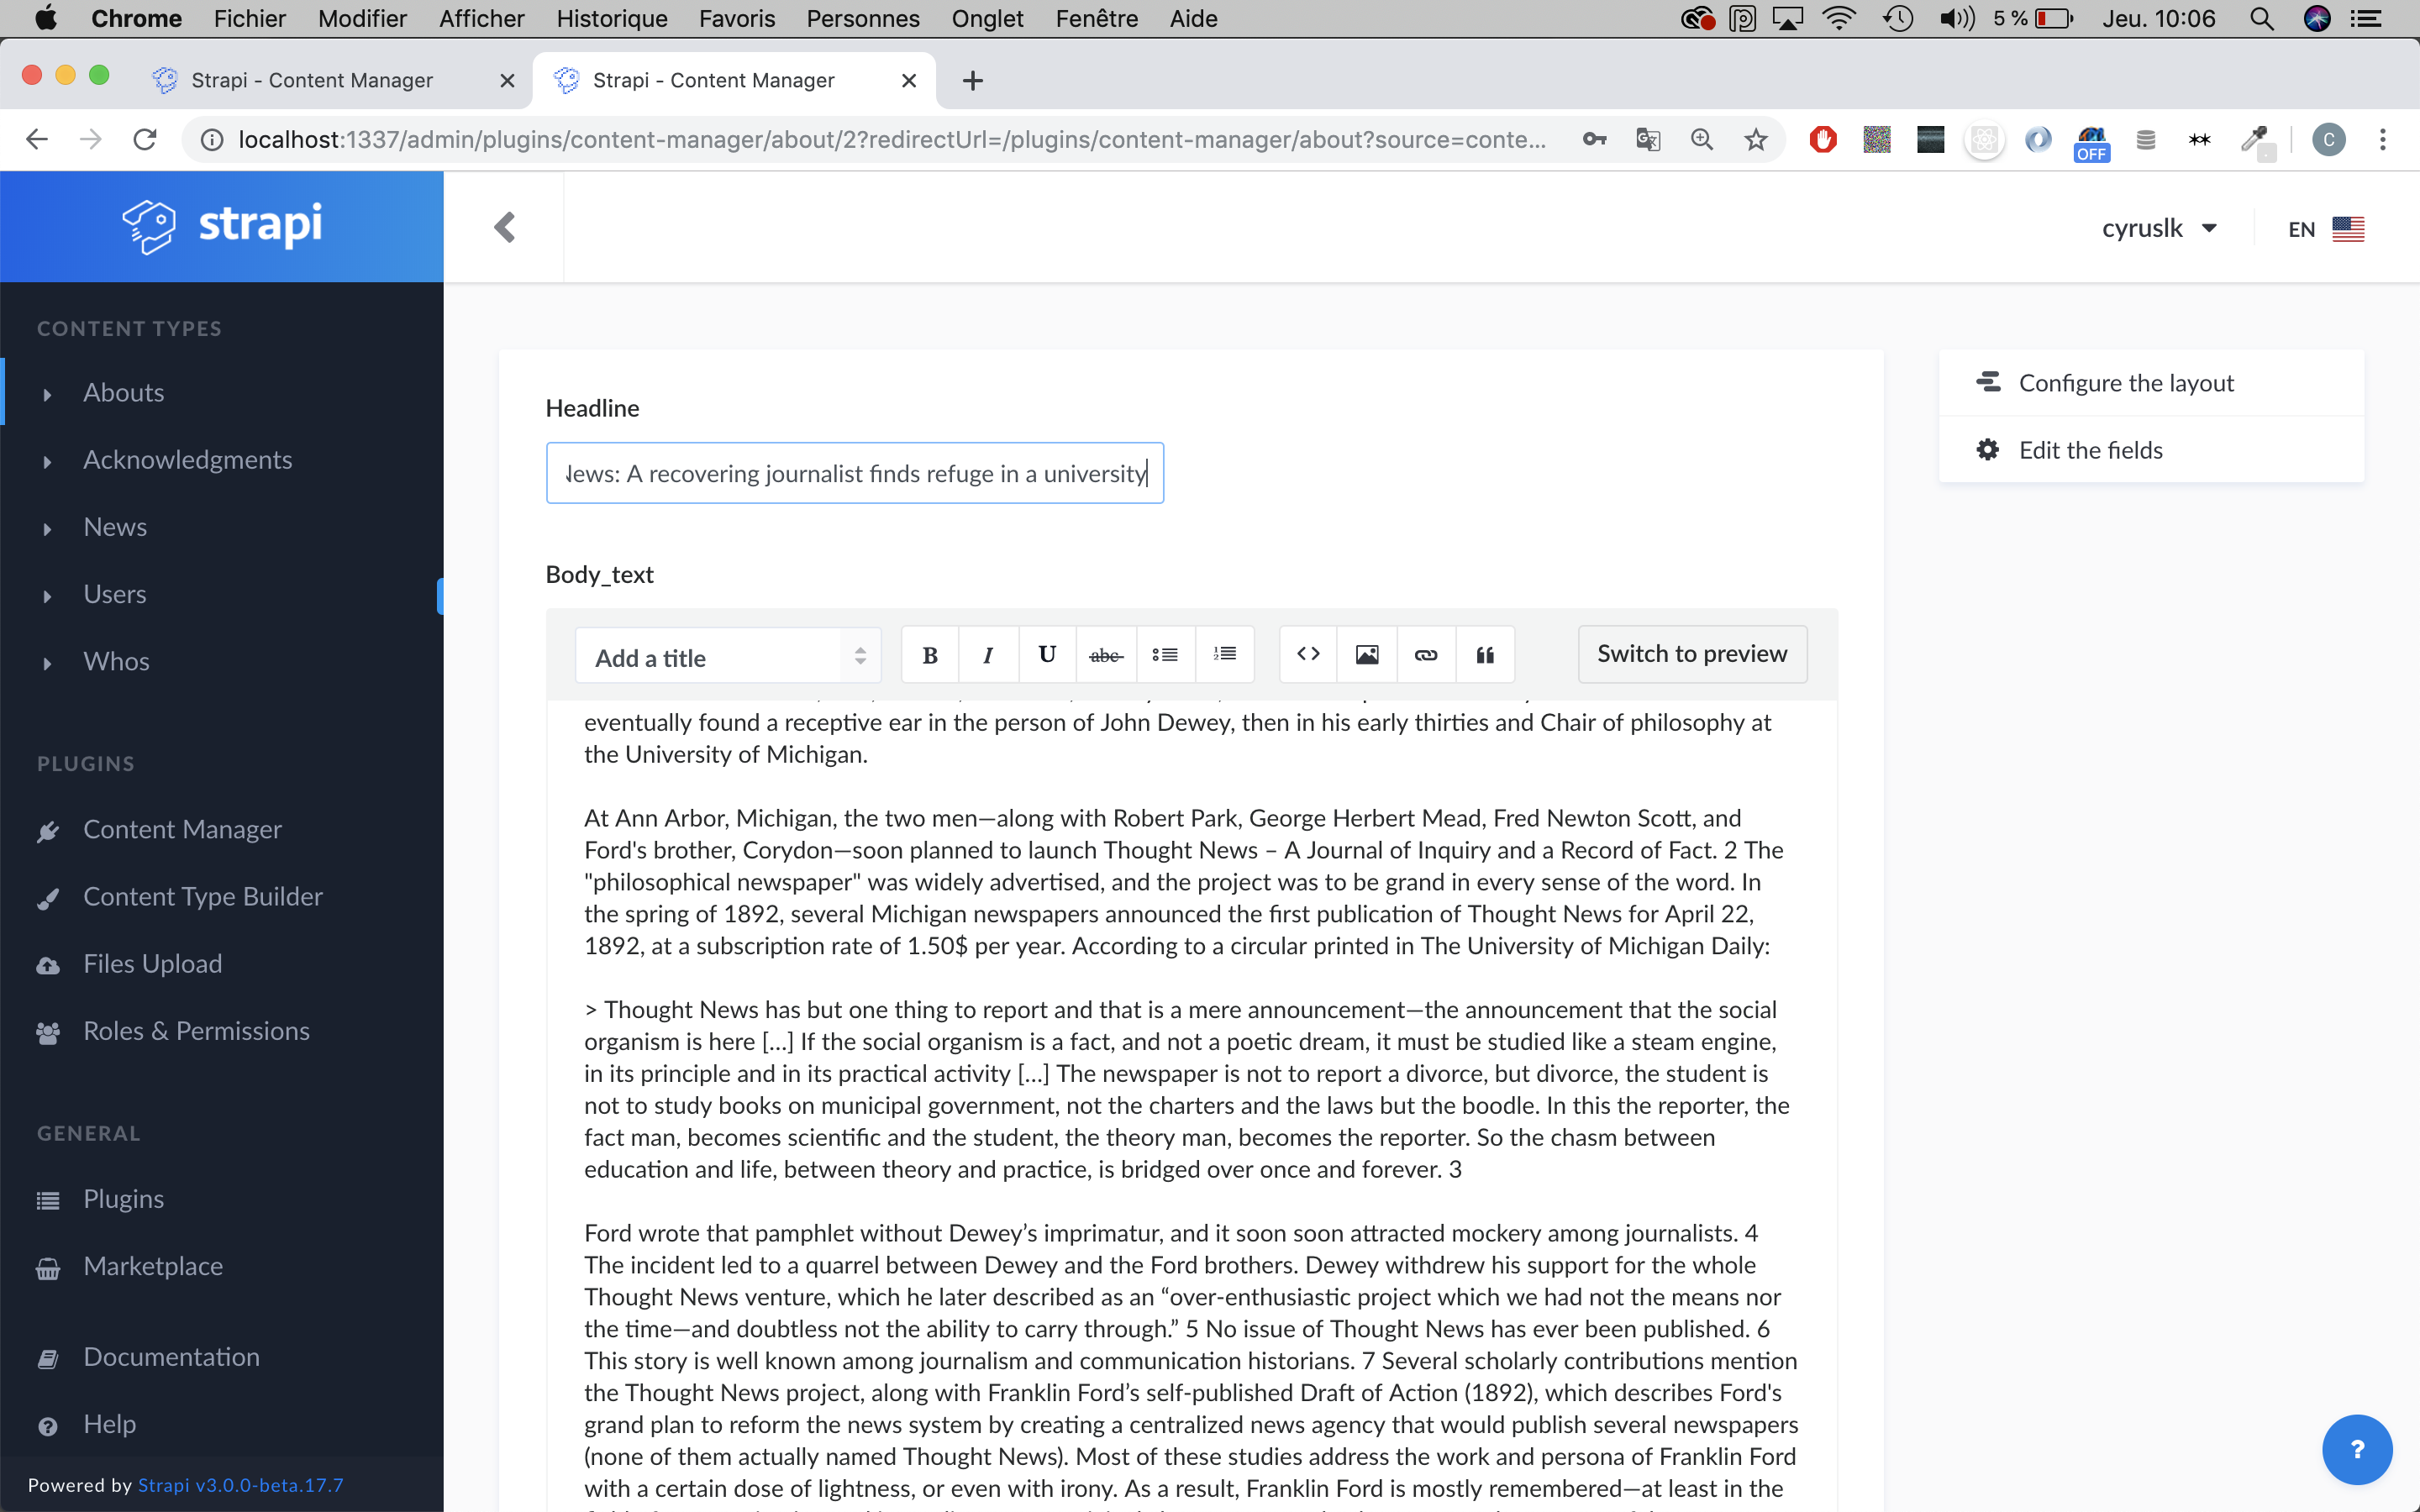 Chrome Fichier Modifier Afficher Historique Favoris Personnes Onglet Fenêtre Aide 5 % Jeu. 10:06
Strapi - Content Manager Strapi - Content Manager
localhost:1337/admin/plugins/content-manager/about/2?redirectUrl=/plugins/content-manager/about?source=conte... OFF C
strapi
cyruslk EN
CONTENT TYPES
Abouts
Acknowledgments
News
Users
Whos
PLUGINS
Content Manager
Content Type Builder
Files Upload
Roles & Permissions
GENERAL
Plugins
Marketplace
Documentation
Help
Powered by Strapi v3.0.0-beta.17.7
Headline
News: A recovering journalist finds refuge in a university
Body_text
Add a title B I U abc Switch to preview
eventually found a receptive ear in the person of John Dewey, then in his early thirties and Chair of philosophy at
the University of Michigan.
At Ann Arbor, Michigan, the two men—along with Robert Park, George Herbert Mead, Fred Newton Scott, and
Ford's brother, Corydon—soon planned to launch Thought News – A Journal of Inquiry and a Record of Fact. 2 The
"philosophical newspaper" was widely advertised, and the project was to be grand in every sense of the word. In
the spring of 1892, several Michigan newspapers announced the first publication of Thought News for April 22,
1892, at a subscription rate of 1.50$ per year. According to a circular printed in The University of Michigan Daily:
> Thought News has but one thing to report and that is a mere announcement—the announcement that the social
organism is here [...] If the social organism is a fact, and not a poetic dream, it must be studied like a steam engine,
in its principle and in its practical activity [...] The newspaper is not to report a divorce, but divorce, the student is
not to study books on municipal government, not the charters and the laws but the boodle. In this the reporter, the
fact man, becomes scientific and the student, the theory man, becomes the reporter. So the chasm between
education and life, between theory and practice, is bridged over once and forever. 3
Ford wrote that pamphlet without Dewey’s imprimatur, and it soon soon attracted mockery among journalists. 4
The incident led to a quarrel between Dewey and the Ford brothers. Dewey withdrew his support for the whole
Thought News venture, which he later described as an “over-enthusiastic project which we had not the means nor
the time—and doubtless not the ability to carry through.” 5 No issue of Thought News has ever been published. 6
This story is well known among journalism and communication historians. 7 Several scholarly contributions mention
the Thought News project, along with Franklin Ford’s self-published Draft of Action (1892), which describes Ford's
grand plan to reform the news system by creating a centralized news agency that would publish several newspapers
(none of them actually named Thought News). Most of these studies address the work and persona of Franklin Ford
with a certain dose of lightness, or even with irony. As a result, Franklin Ford is mostly remembered—at least in the
Configure the layout
Edit the fields
?